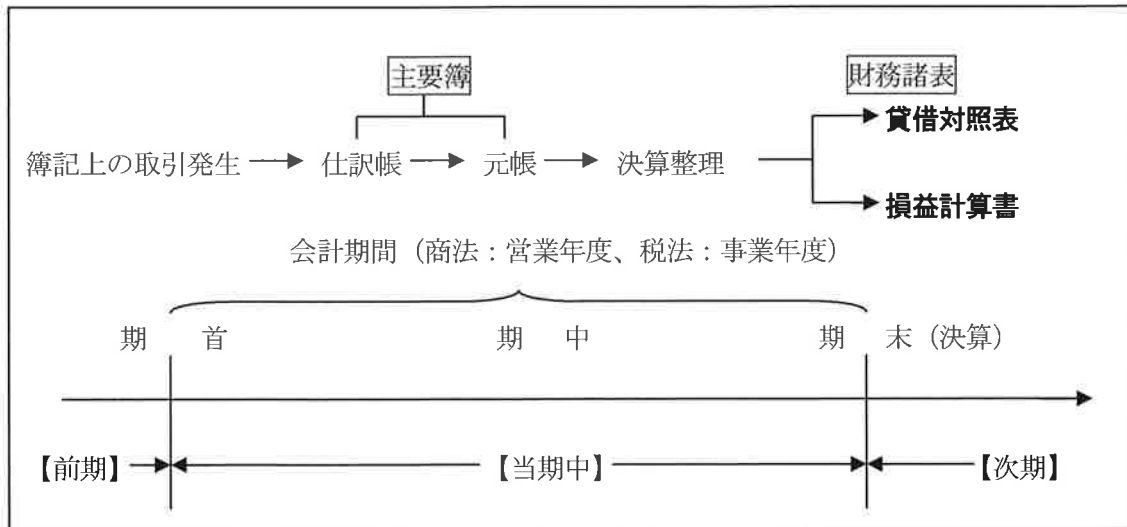 主要簿
財務諸表
貸借対照表
簿記上の取引発生 仕訳帳 元帳 決算整理
損益計算書
会計期間（商法：営業年度、税法：事業年度）
期 首 期 中 期 末（決算）
【前期】 【当期中】 【次期】